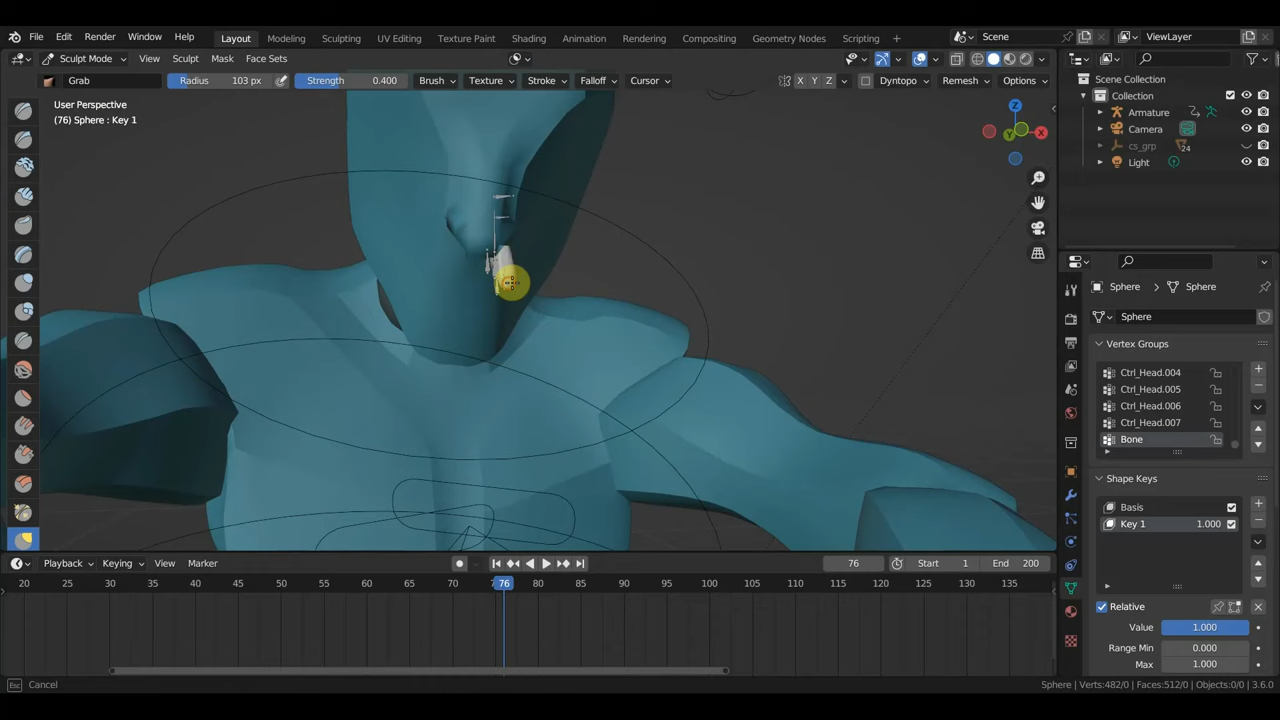 File Edit Render Window Help Layout Modeling Sculpting UV Editing Texture Paint Shading Animation Rendering Compositing Geometry Nodes Scripting + Scene ViewLayer
Sculpt Mode View Sculpt Mask Face Sets
Grab Radius 103 px Strength 0.400 Brush Texture Stroke Falloff Cursor X Y Z Dyntopo Remesh Options
User Perspective
(76) Sphere : Key 1
Z
X
Y
Scene Collection
Collection
Armature
Camera
cs_grp 24
Light
Sphere Sphere
Sphere
Vertex Groups
Ctrl_Head.004
Ctrl_Head.005
Ctrl_Head.006
Ctrl_Head.007
Bone
Shape Keys
Basis
Key 1 1.000
Relative
Value 1.000
Range Min 0.000
Max 1.000
Playback Keying View Marker 76 Start 1 End 200
20 25 30 35 40 45 50 55 60 65 70 76 80 85 90 95 100 105 110 115 120 125 130 135
Esc Cancel
Sphere | Verts:482/0 | Faces:512/0 | Objects:0/0 | 3.6.0